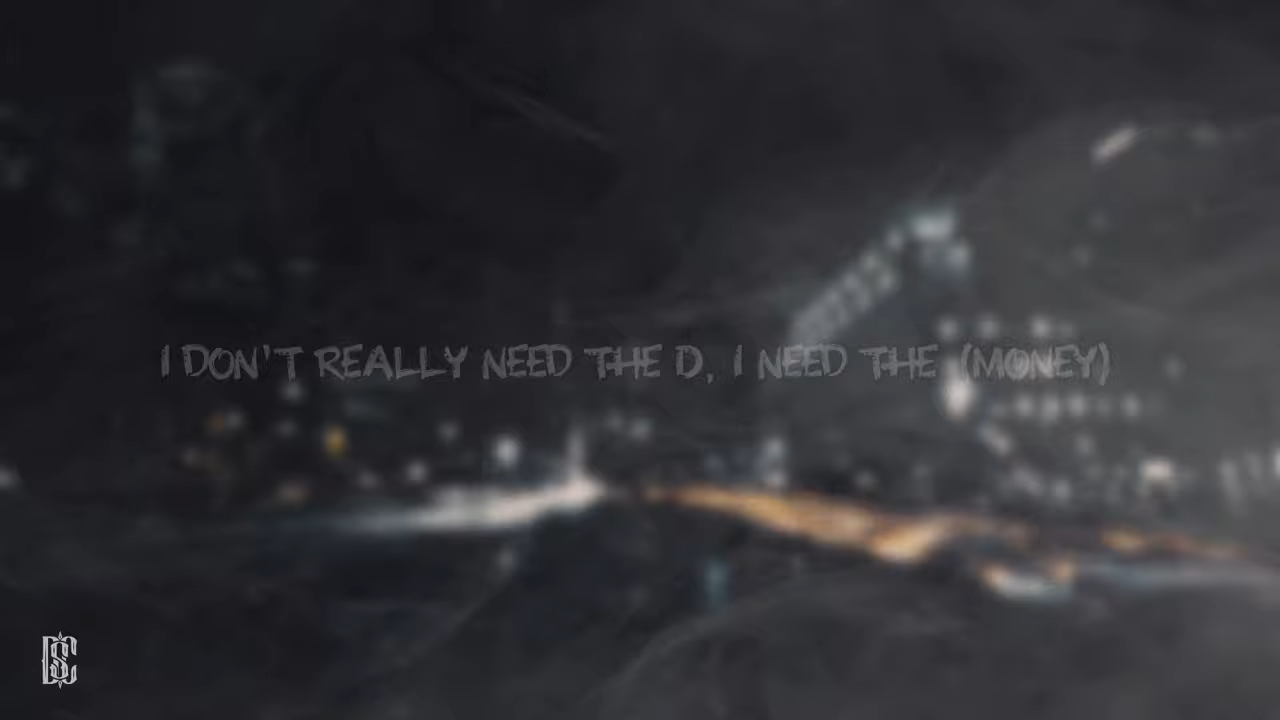 I DON'T REALLY NEED THE D, I NEED THE (MONEY)